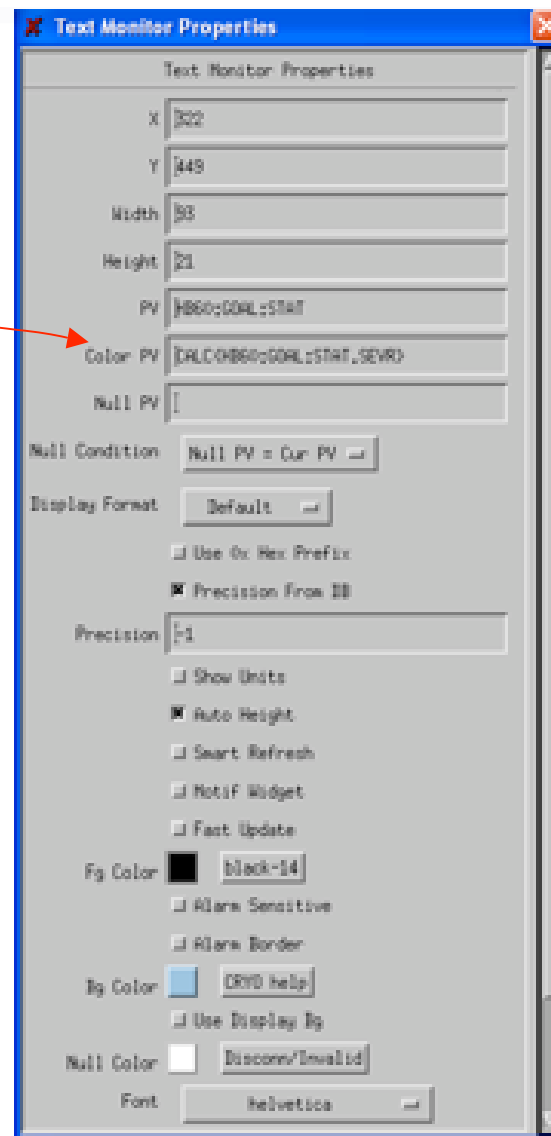 Text Monitor Properties
Text Monitor Properties
X 322
Y 449
Width 93
Height 21
PV HB60:GOAL:STAT
Color PV CALC(HB60:GOAL:STAT.SEVR)
Null PV
Null Condition Null PV = Cur PV
Display Format Default
Use 0x Hex Prefix
Precision From DB
Precision -1
Show Units
Auto Height
Smart Refresh
Motif Widget
Fast Update
Fg Color black-14
Alarm Sensitive
Alarm Border
Bg Color CRYO help
Use Display Bg
Null Color Disconn/Invalid
Font helvetica